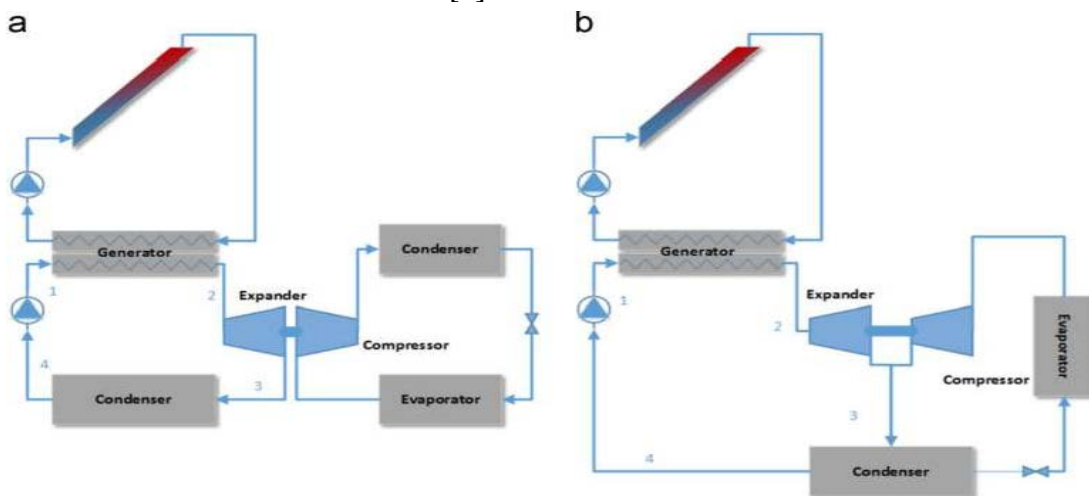 a
Generator
Condenser
1
2
Expander
Compressor
4
3
Condenser
Evaporator
b
Generator
1
Expander
2
Evaporator
Compressor
3
4
Condenser